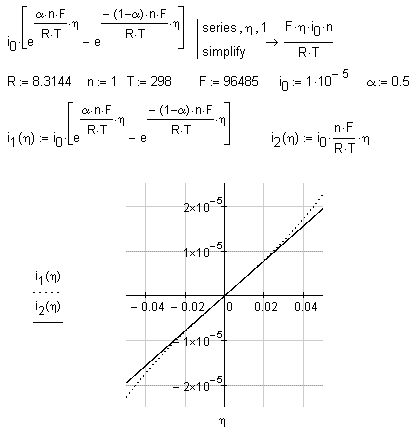 i₀·[e^(α·n·F/(R·T)·η) − e^(−(1−α)·n·F/(R·T)·η)] | series, η, 1 simplify → F·η·i₀·n/(R·T)
R := 8.3144 n := 1 T := 298 F := 96485 i₀ := 1·10⁻⁵ α := 0.5
i₁(η) := i₀·[e^(α·n·F/(R·T)·η) − e^(−(1−α)·n·F/(R·T)·η)] i₂(η) := i₀·n·F/(R·T)·η
2×10⁻⁵
1×10⁻⁵
i₁(η)
i₂(η)
− 0.04 − 0.02 0 0.02 0.04
− 1×10⁻⁵
− 2×10⁻⁵
η